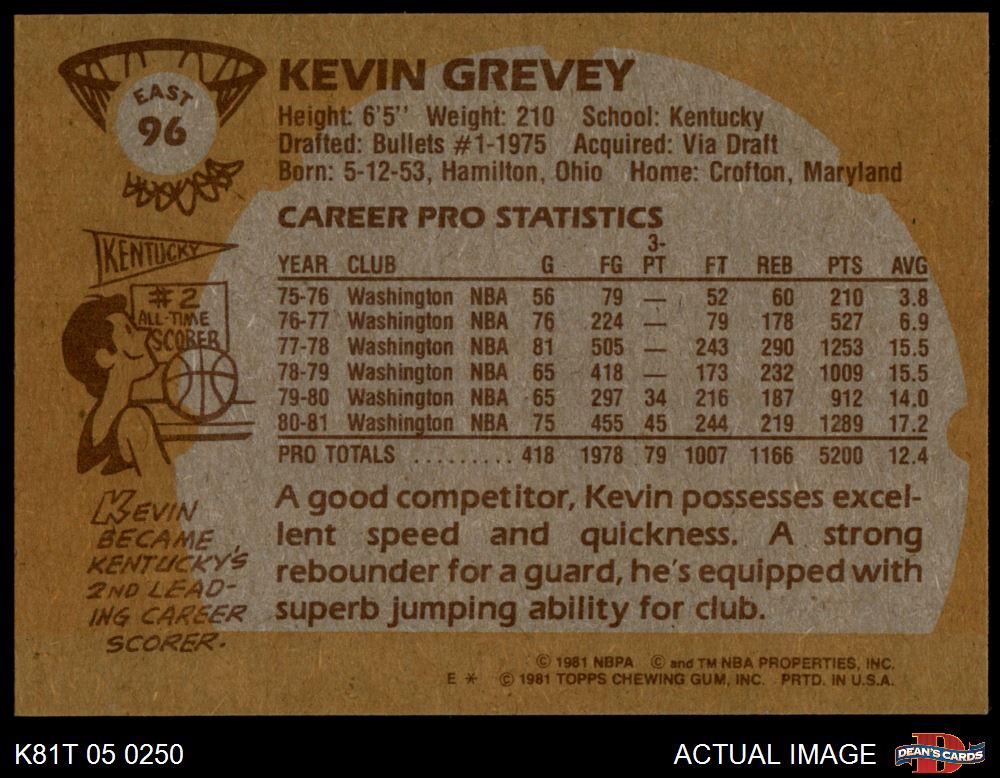 EAST
96
KEVIN GREVEY
Height: 6'5'' Weight: 210 School: Kentucky
Drafted: Bullets #1-1975 Acquired: Via Draft
Born: 5-12-53, Hamilton, Ohio Home: Crofton, Maryland
CAREER PRO STATISTICS
YEAR CLUB G FG 3-PT FT REB PTS AVG
75-76 Washington NBA 56 79 — 52 60 210 3.8
76-77 Washington NBA 76 224 — 79 178 527 6.9
77-78 Washington NBA 81 505 — 243 290 1253 15.5
78-79 Washington NBA 65 418 — 173 232 1009 15.5
79-80 Washington NBA 65 297 34 216 187 912 14.0
80-81 Washington NBA 75 455 45 244 219 1289 17.2
PRO TOTALS ......... 418 1978 79 1007 1166 5200 12.4
A good competitor, Kevin possesses excel-
lent speed and quickness. A strong
rebounder for a guard, he's equipped with
superb jumping ability for club.
KENTUCKY
#2
ALL-TIME
SCORER
KEVIN
BECAME
KENTUCKY'S
2ND LEAD-
ING CAREER
SCORER.
© 1981 NBPA © and TM NBA PROPERTIES, INC.
E * © 1981 TOPPS CHEWING GUM, INC. PRTD. IN U.S.A.
K81T 05 0250
ACTUAL IMAGE
DEAN'S CARDS